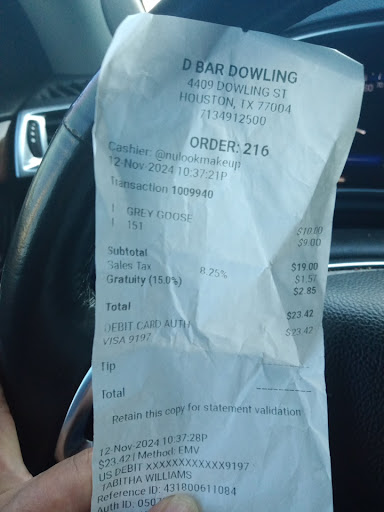 D BAR DOWLING
4409 DOWLING ST
HOUSTON, TX 77004
7134912500
ORDER: 216
Cashier: @nulookmakeup
12-Nov-2024 10:37:21P
Transaction 1009940
1 GREY GOOSE $10.00
1 151 $9.00
Subtotal $19.00
Sales Tax 8.25% $1.57
Gratuity (15.0%) $2.85
Total $23.42
DEBIT CARD AUTH $23.42
VISA 9197
Tip
Total
Retain this copy for statement validation
12-Nov-2024 10:37:28P
$23.42 | Method: EMV
US DEBIT XXXXXXXXXXXX9197
TABITHA WILLIAMS
Reference ID: 431800611084
Auth ID: